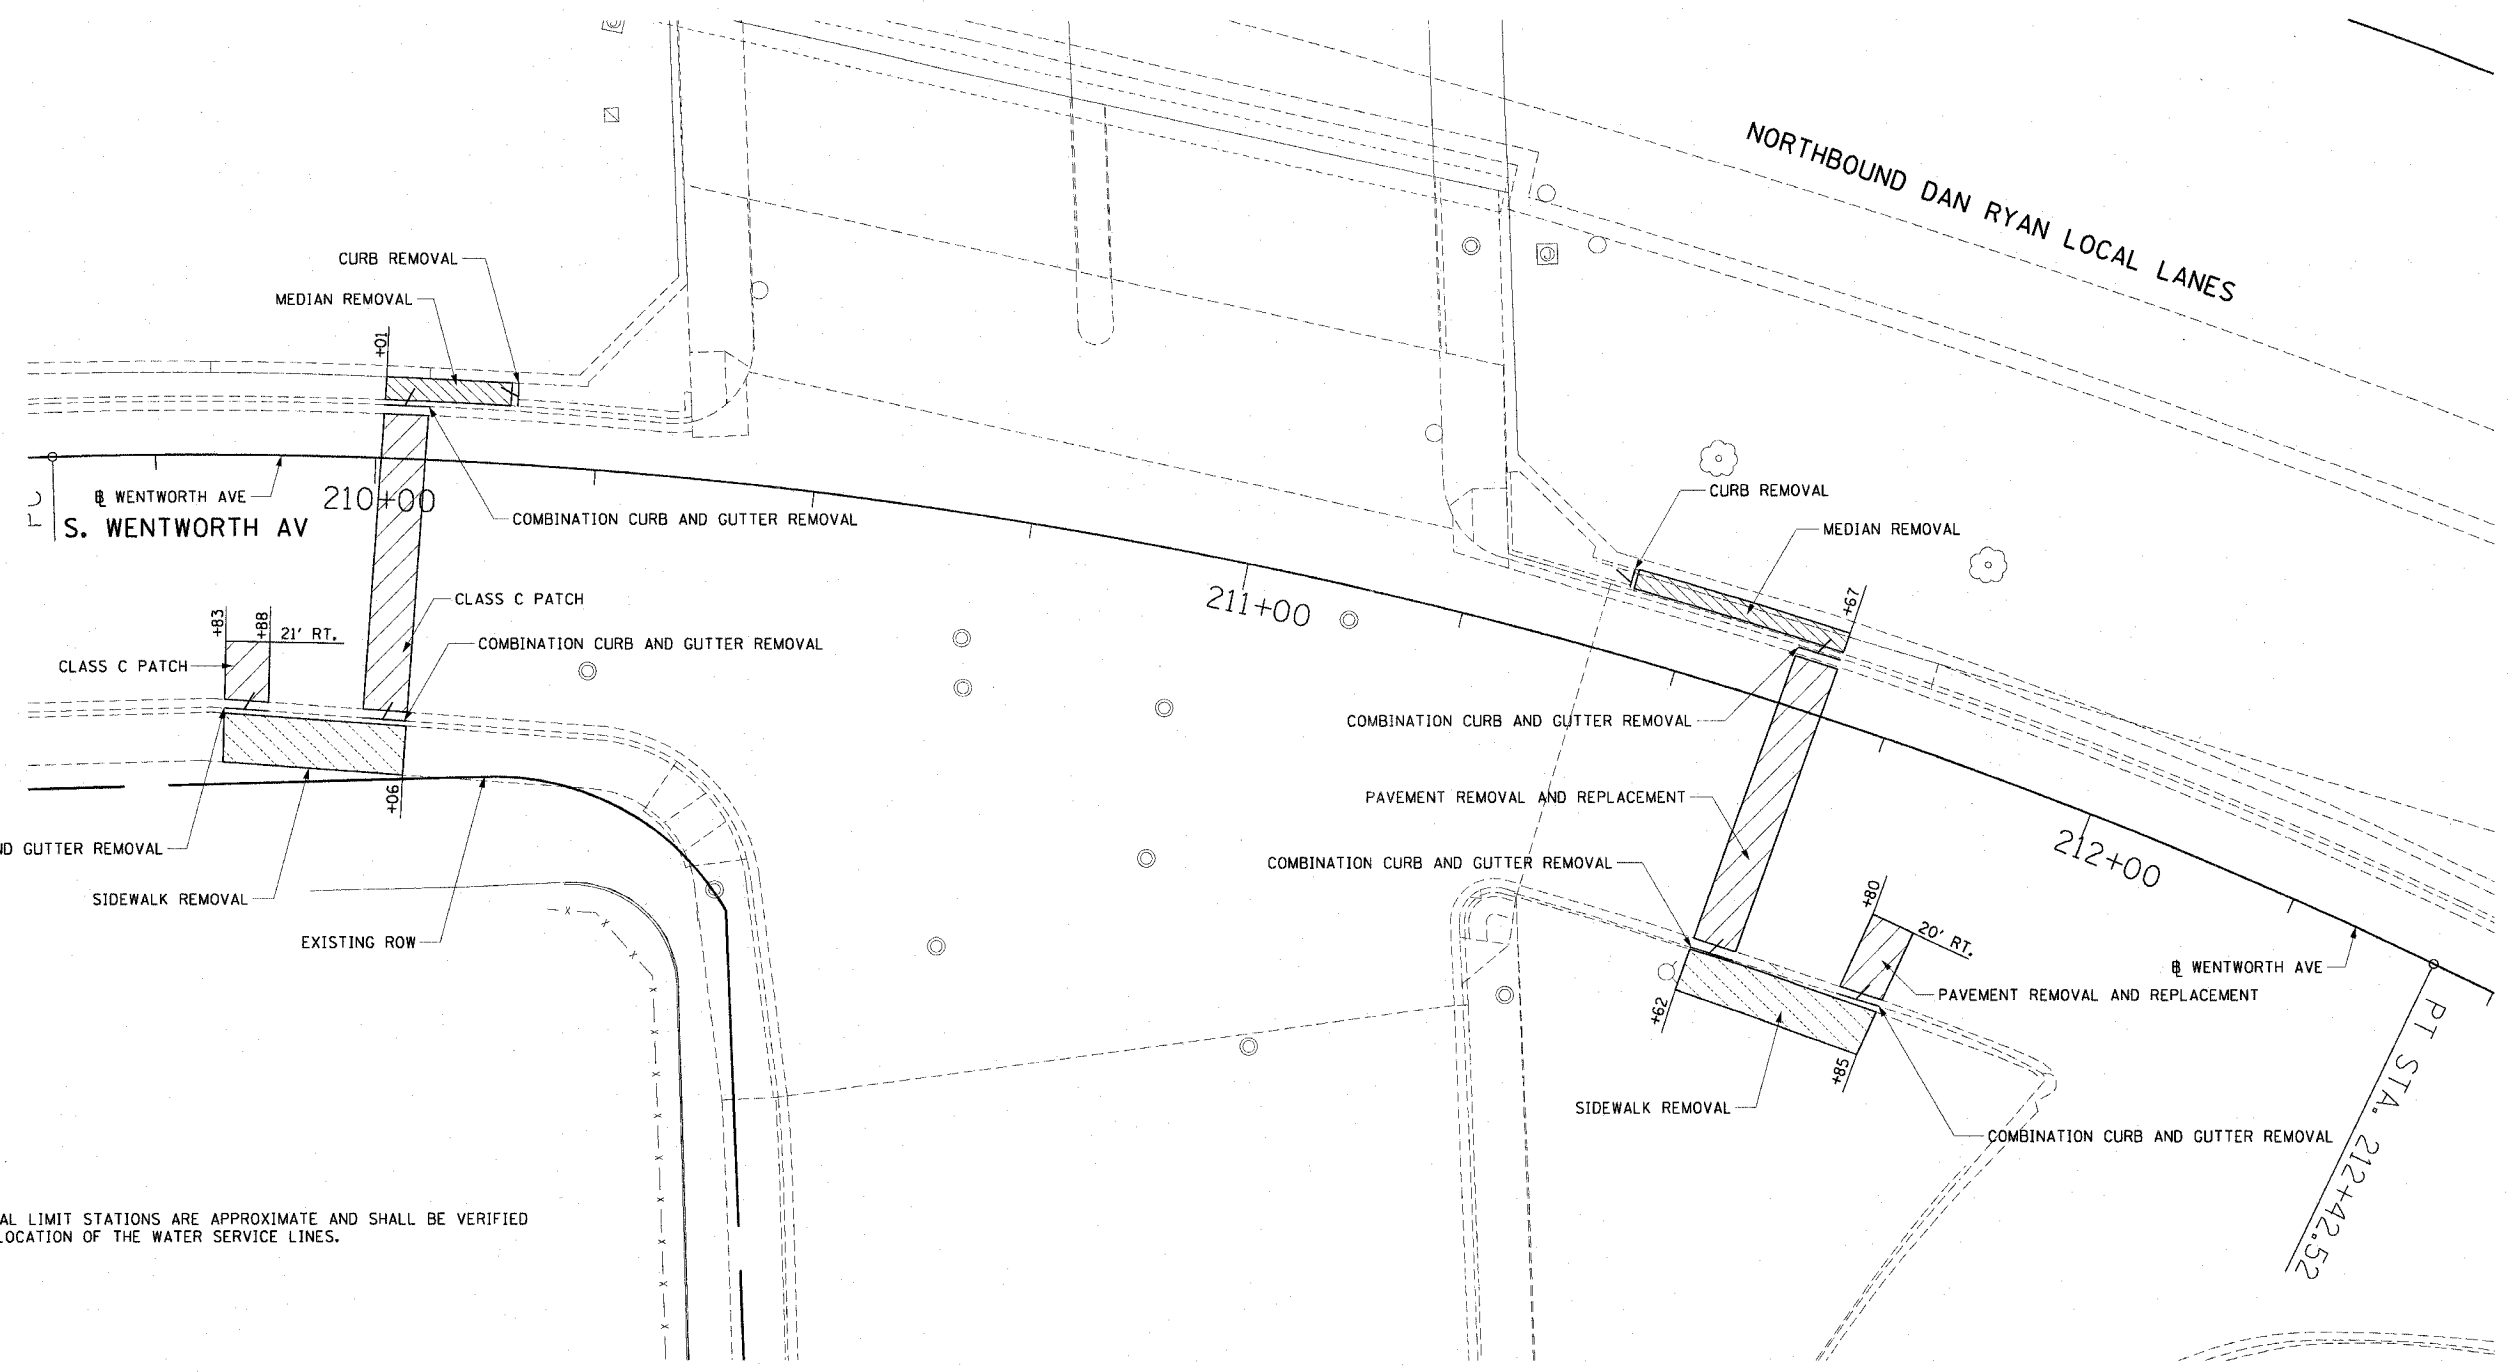 NORTHBOUND DAN RYAN LOCAL LANES
CURB REMOVAL
MEDIAN REMOVAL
+01
WENTWORTH AVE
210+00
S. WENTWORTH AV
COMBINATION CURB AND GUTTER REMOVAL
CLASS C PATCH
+83
+88
21' RT.
COMBINATION CURB AND GUTTER REMOVAL
CLASS C PATCH
+06
GUTTER REMOVAL
SIDEWALK REMOVAL
EXISTING ROW
211+00
CURB REMOVAL
MEDIAN REMOVAL
+67
COMBINATION CURB AND GUTTER REMOVAL
PAVEMENT REMOVAL AND REPLACEMENT
COMBINATION CURB AND GUTTER REMOVAL
212+00
+80
20' RT.
WENTWORTH AVE
PAVEMENT REMOVAL AND REPLACEMENT
+62
+85
SIDEWALK REMOVAL
COMBINATION CURB AND GUTTER REMOVAL
PT STA. 212+42.52
AL LIMIT STATIONS ARE APPROXIMATE AND SHALL BE VERIFIED
LOCATION OF THE WATER SERVICE LINES.